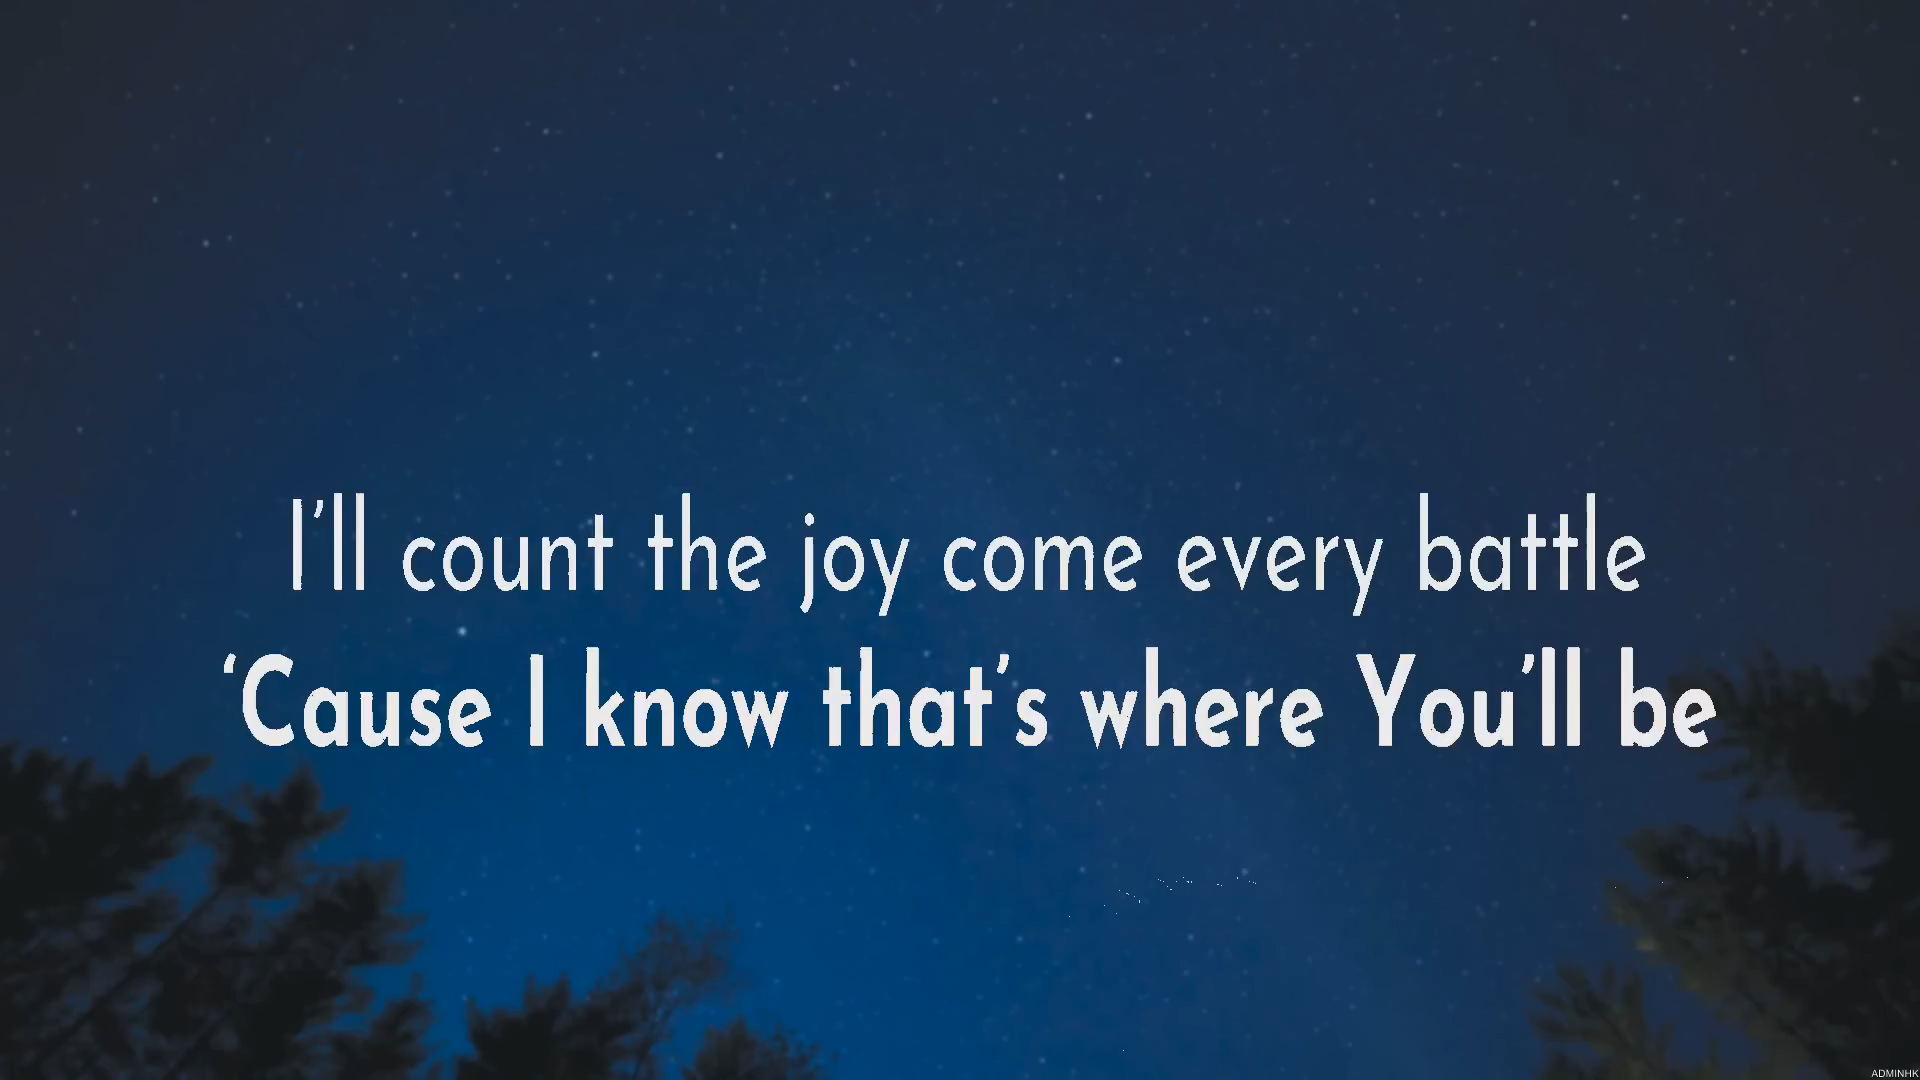 I'll count the joy come every battle
‘Cause I know that's where You'll be
ADMINHK